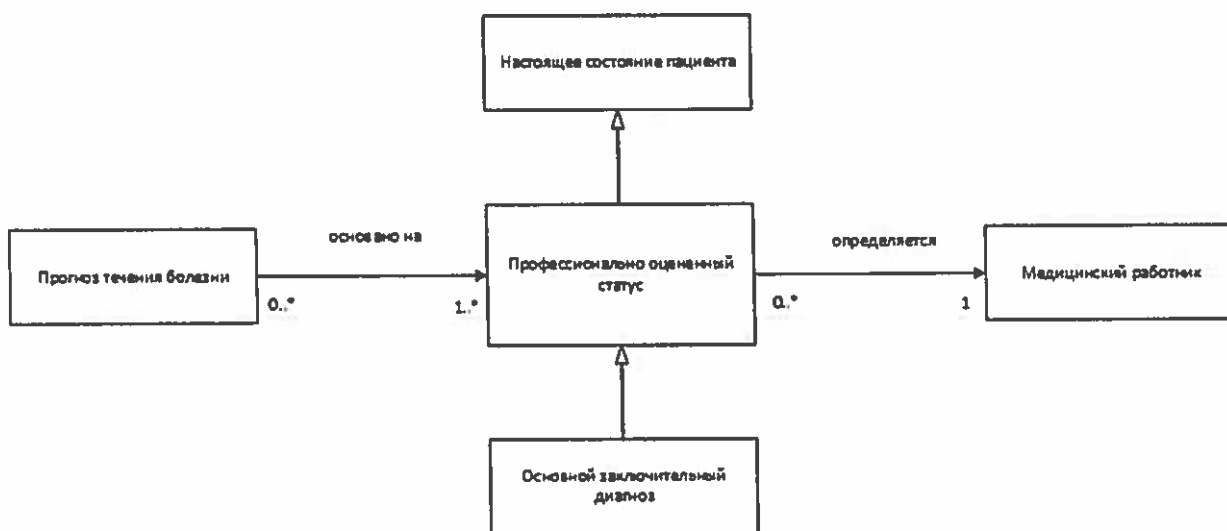 Настоящее состояние пациента
основано на
определяется
Прогноз течения болезни
Профессионально оцененный
статус
Медицинский работник
0..*
1..*
0..*
1
Основной заключительный
диагноз